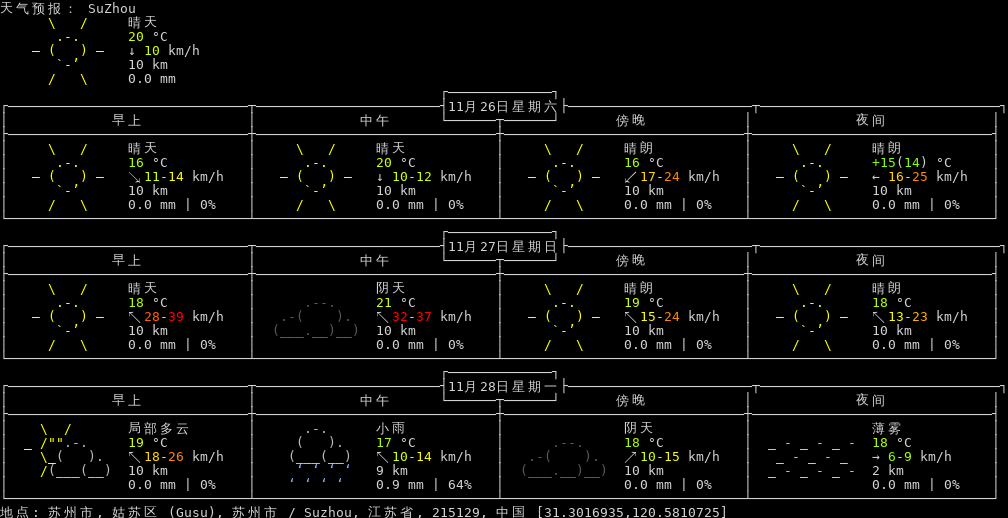 天气预报： SuZhou
晴天
20 °C
↓ 10 km/h
10 km
0.0 mm
11月26日星期六
早上 中午 傍晚 夜间
晴天 晴天 晴朗 晴朗
16 °C 20 °C 16 °C +15(14) °C
↘ 11-14 km/h ↓ 10-12 km/h ↙ 17-24 km/h ← 16-25 km/h
10 km 10 km 10 km 10 km
0.0 mm | 0% 0.0 mm | 0% 0.0 mm | 0% 0.0 mm | 0%
11月27日星期日
早上 中午 傍晚 夜间
晴天 阴天 晴朗 晴朗
18 °C 21 °C 19 °C 18 °C
↖ 28-39 km/h ↖ 32-37 km/h ↖ 15-24 km/h ↖ 13-23 km/h
10 km 10 km 10 km 10 km
0.0 mm | 0% 0.0 mm | 0% 0.0 mm | 0% 0.0 mm | 0%
11月28日星期一
早上 中午 傍晚 夜间
局部多云 小雨 阴天 薄雾
19 °C 17 °C 18 °C 18 °C
↖ 18-26 km/h ↖ 10-14 km/h ↗ 10-15 km/h → 6-9 km/h
10 km 9 km 10 km 2 km
0.0 mm | 0% 0.9 mm | 64% 0.0 mm | 0% 0.0 mm | 0%
地点: 苏州市, 姑苏区 (Gusu), 苏州市 / Suzhou, 江苏省, 215129, 中国 [31.3016935,120.5810725]